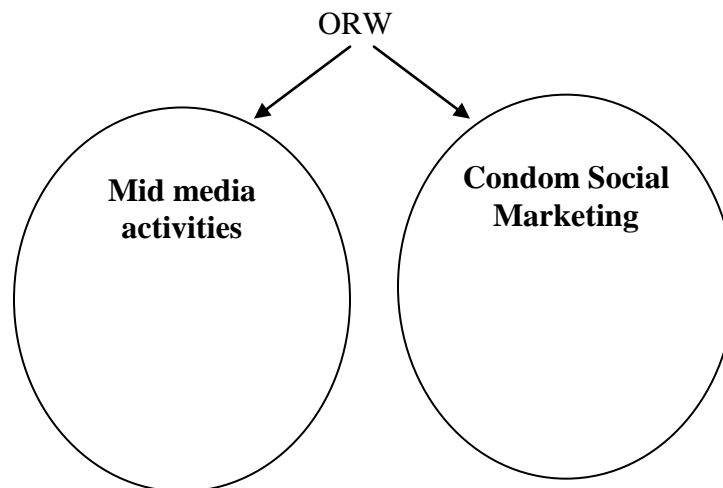 ORW
Mid media
activities
Condom Social
Marketing